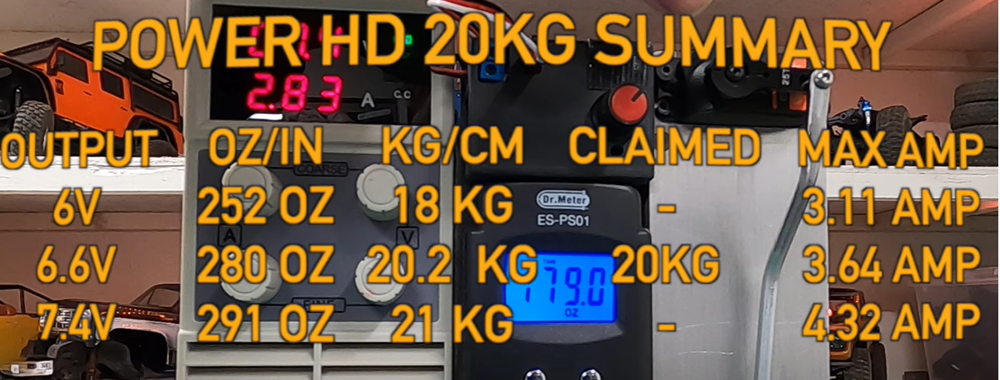 POWER HD 20KG SUMMARY
2.83 A C.C
OUTPUT OZ/IN KG/CM CLAIMED MAX AMP
COARSE
6V 252 OZ 18 KG - 3.11 AMP
Dr.Meter
ES-PS01
A V
6.6V 280 OZ 20.2 KG 20KG 3.64 AMP
779.0
OZ
FINE
7.4V 291 OZ 21 KG - 4.32 AMP